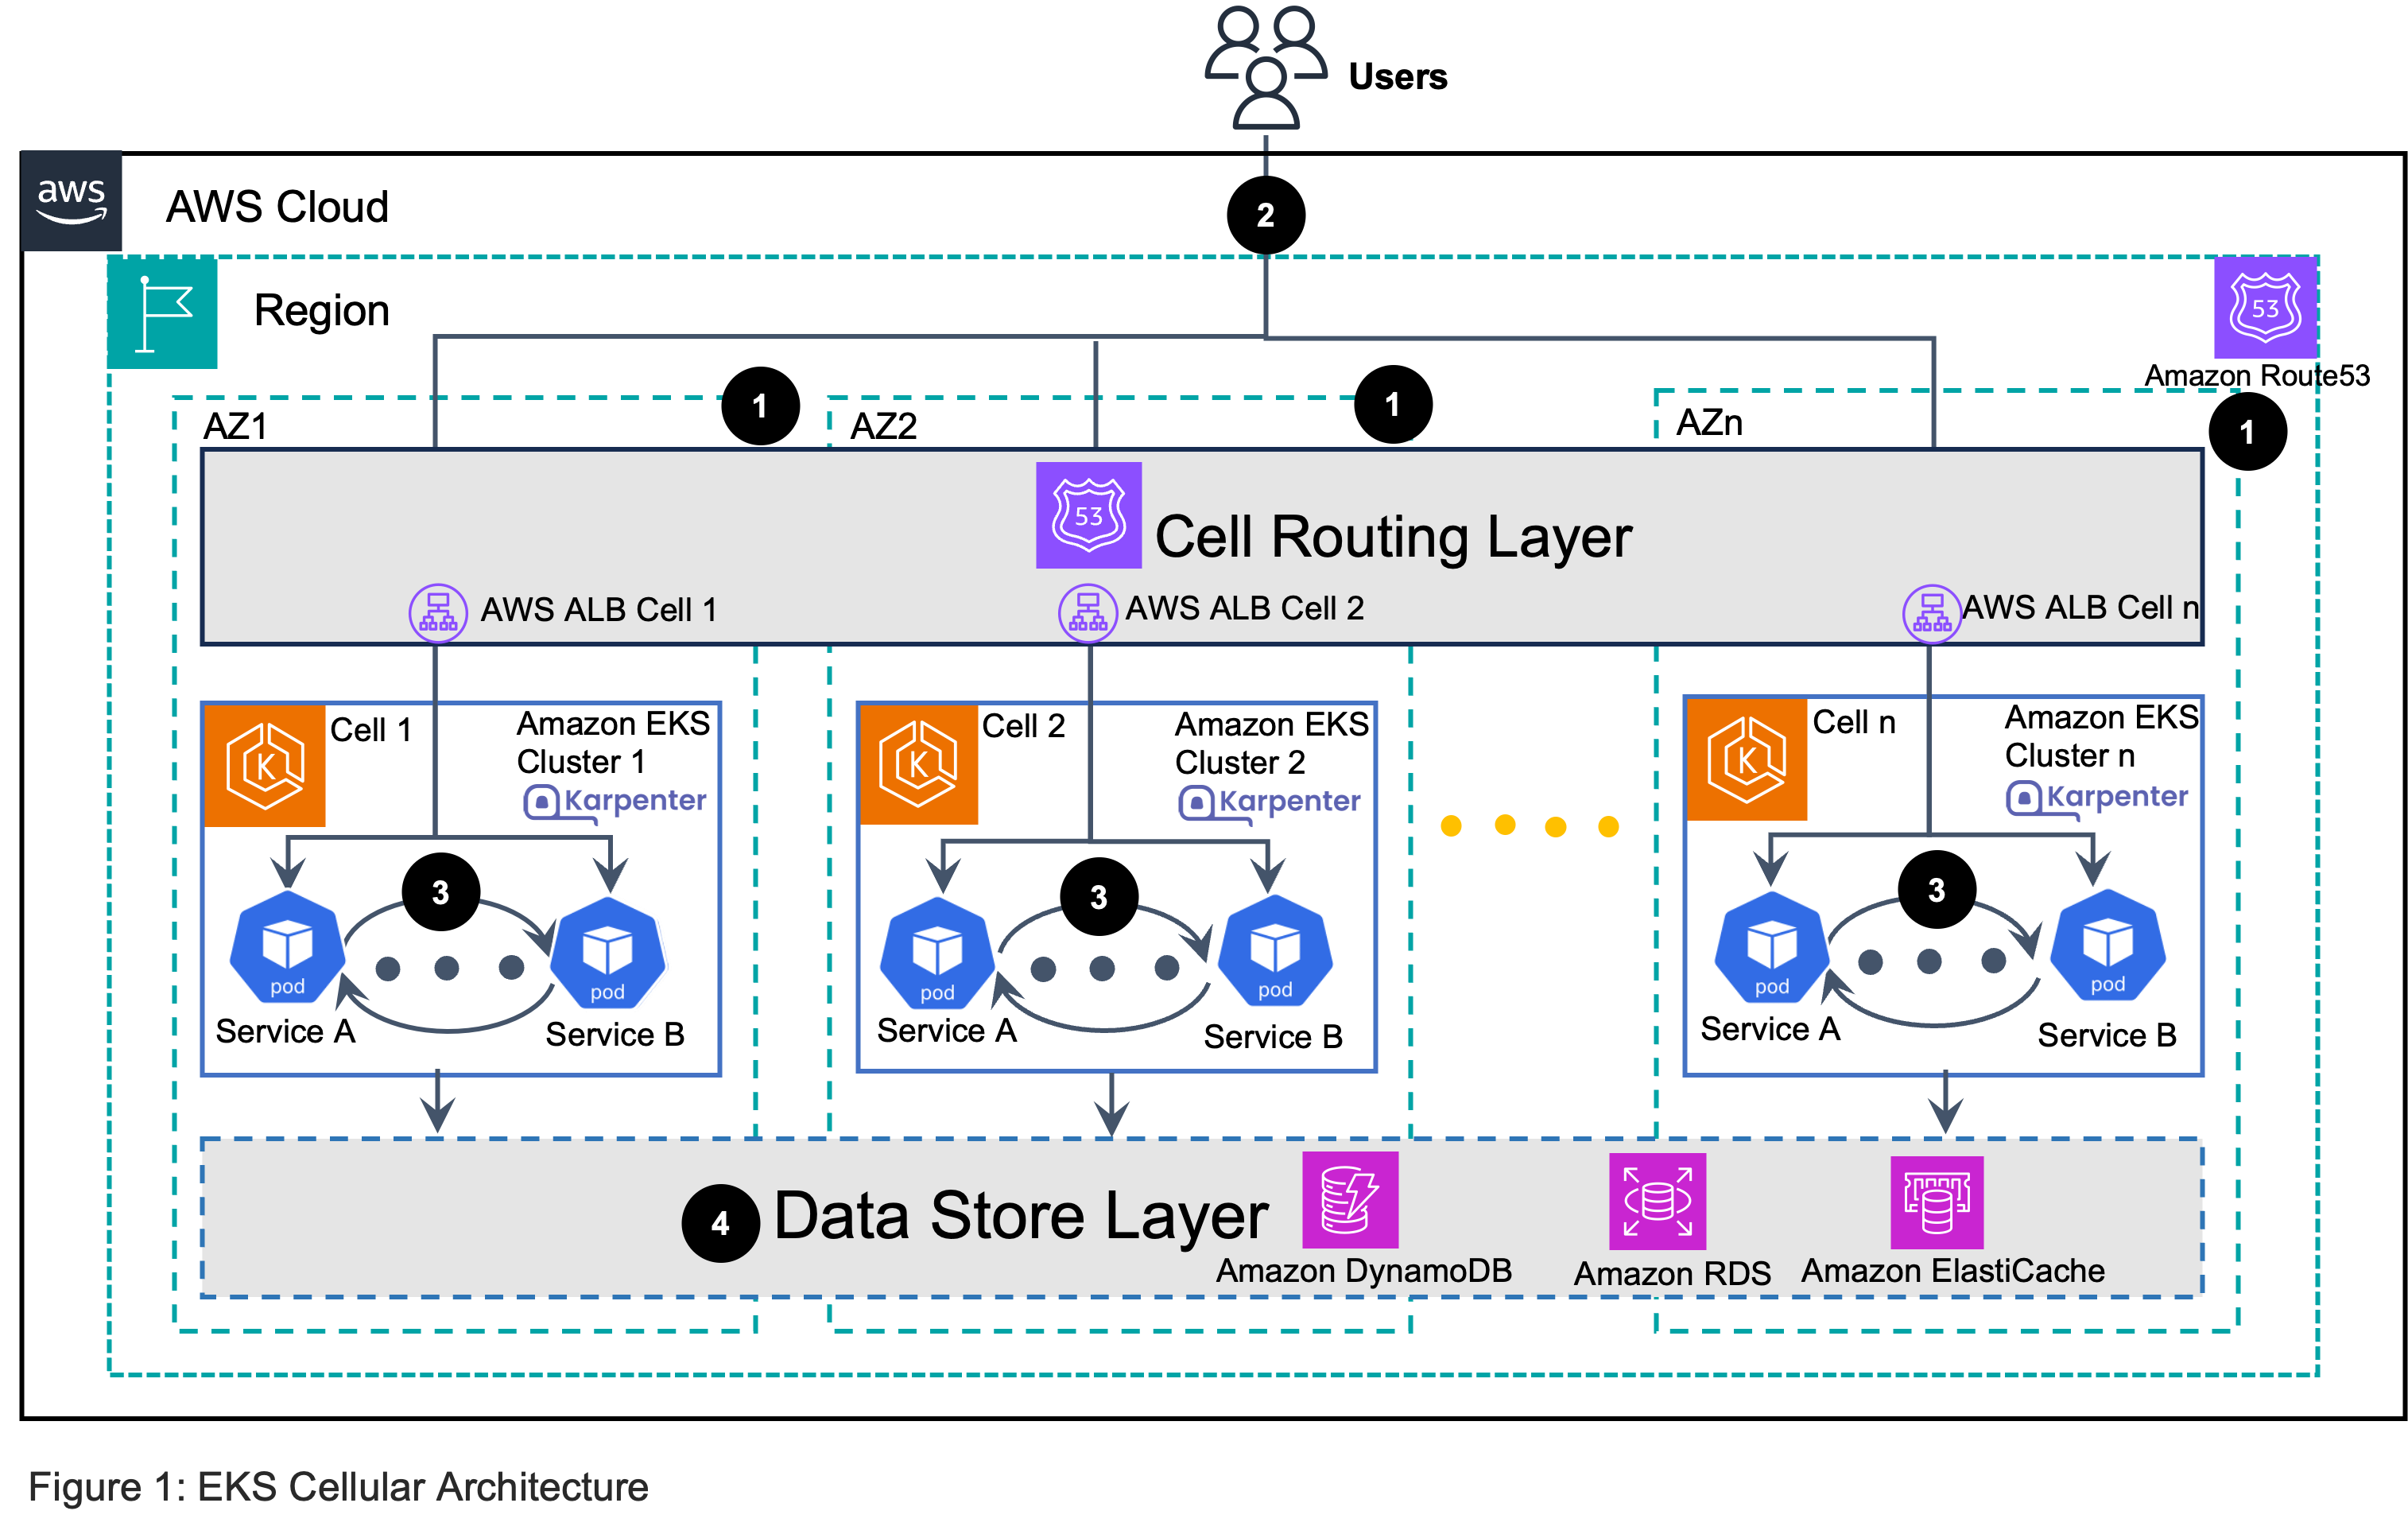 Users
aws
AWS Cloud
2
Region
53
Amazon Route53
1
1
1
AZ1
AZ2
AZn
53
Cell Routing Layer
AWS ALB Cell 1
AWS ALB Cell 2
AWS ALB Cell n
K
Cell 1
Amazon EKS
Cluster 1
Karpenter
3
pod
pod
Service A
Service B
K
Cell 2
Amazon EKS
Cluster 2
Karpenter
3
pod
pod
Service A
Service B
K
Cell n
Amazon EKS
Cluster n
Karpenter
3
pod
pod
Service A
Service B
4
Data Store Layer
Amazon DynamoDB
Amazon RDS
Amazon ElastiCache
Figure 1: EKS Cellular Architecture